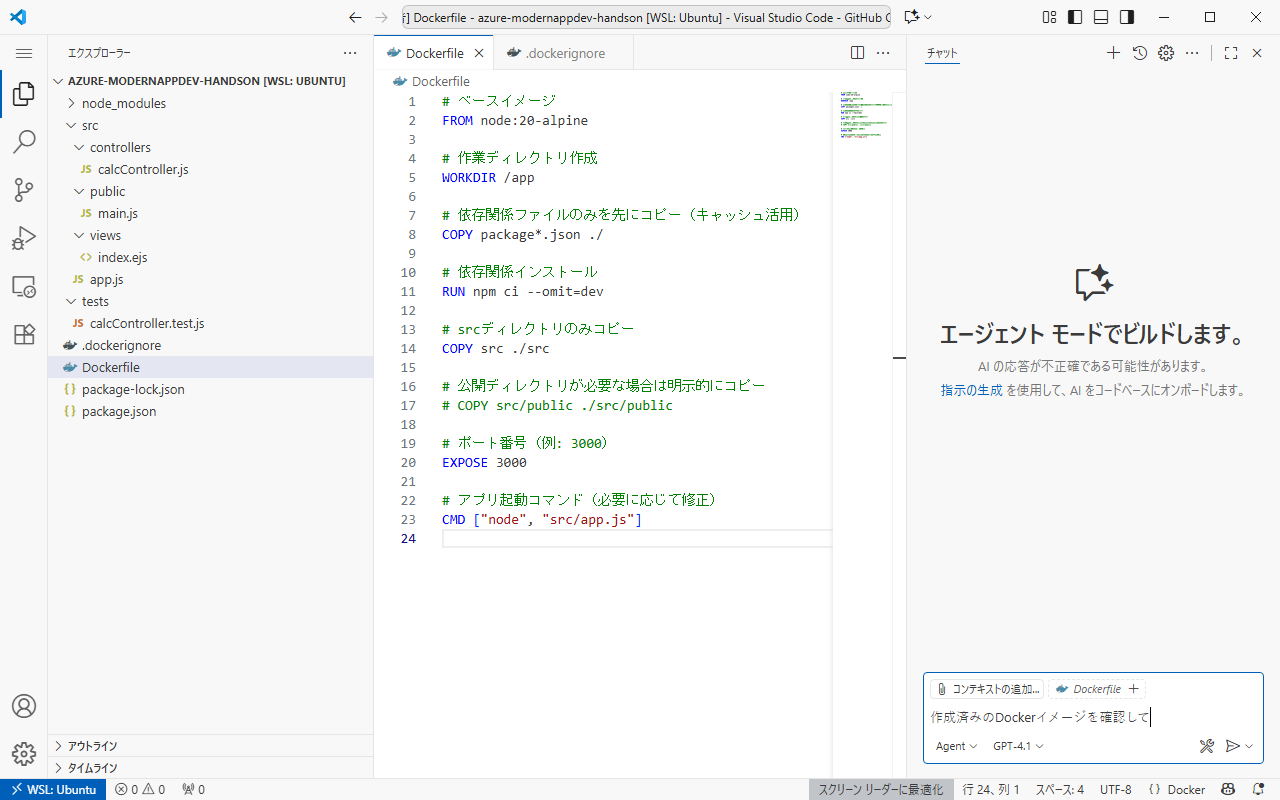 ] Dockerfile - azure-modernappdev-handson [WSL: Ubuntu] - Visual Studio Code - GitHub C
エクスプローラー
AZURE-MODERNAPPDEV-HANDSON [WSL: UBUNTU]
node_modules
src
controllers
JS calcController.js
public
JS main.js
views
<> index.ejs
JS app.js
tests
JS calcController.test.js
.dockerignore
Dockerfile
{} package-lock.json
{} package.json
アウトライン
タイムライン
Dockerfile
.dockerignore
Dockerfile
1 # ベースイメージ
2 FROM node:20-alpine
3
4 # 作業ディレクトリ作成
5 WORKDIR /app
6
7 # 依存関係ファイルのみを先にコピー（キャッシュ活用）
8 COPY package*.json ./
9
10 # 依存関係インストール
11 RUN npm ci --omit=dev
12
13 # srcディレクトリのみコピー
14 COPY src ./src
15
16 # 公開ディレクトリが必要な場合は明示的にコピー
17 # COPY src/public ./src/public
18
19 # ポート番号（例: 3000）
20 EXPOSE 3000
21
22 # アプリ起動コマンド（必要に応じて修正）
23 CMD ["node", "src/app.js"]
24
チャット
エージェント モードでビルドします。
AI の応答が不正確である可能性があります。
指示の生成 を使用して、AI をコードベースにオンボードします。
コンテキストの追加...
Dockerfile
作成済みのDockerイメージを確認して
Agent
GPT-4.1
WSL: Ubuntu
0
0
0
スクリーン リーダーに最適化
行 24、列 1
スペース: 4
UTF-8
{} Docker